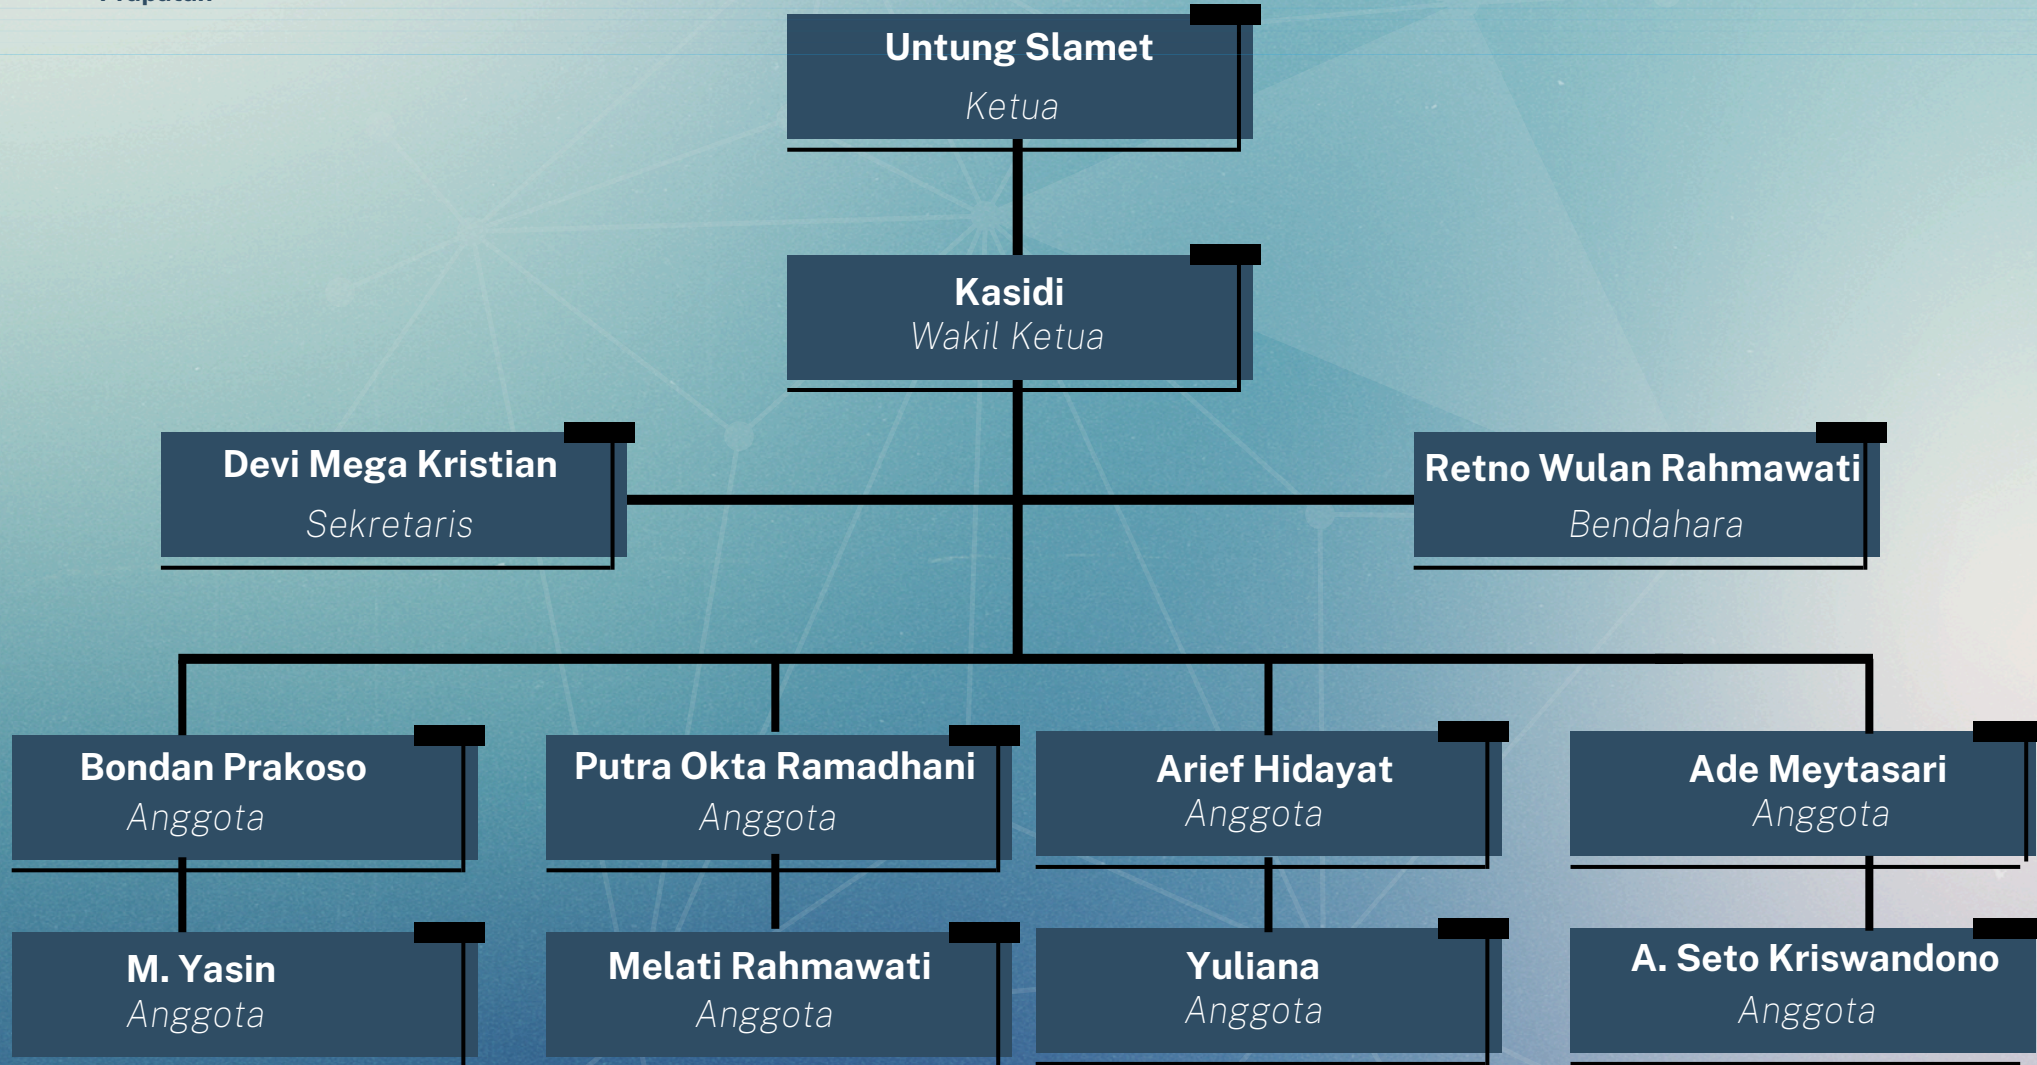 Untung Slamet
Ketua
Kasidi
Wakil Ketua
Devi Mega Kristian
Sekretaris
Retno Wulan Rahmawati
Bendahara
Bondan Prakoso
Anggota
Putra Okta Ramadhani
Anggota
Arief Hidayat
Anggota
Ade Meytasari
Anggota
M. Yasin
Anggota
Melati Rahmawati
Anggota
Yuliana
Anggota
A. Seto Kriswandono
Anggota